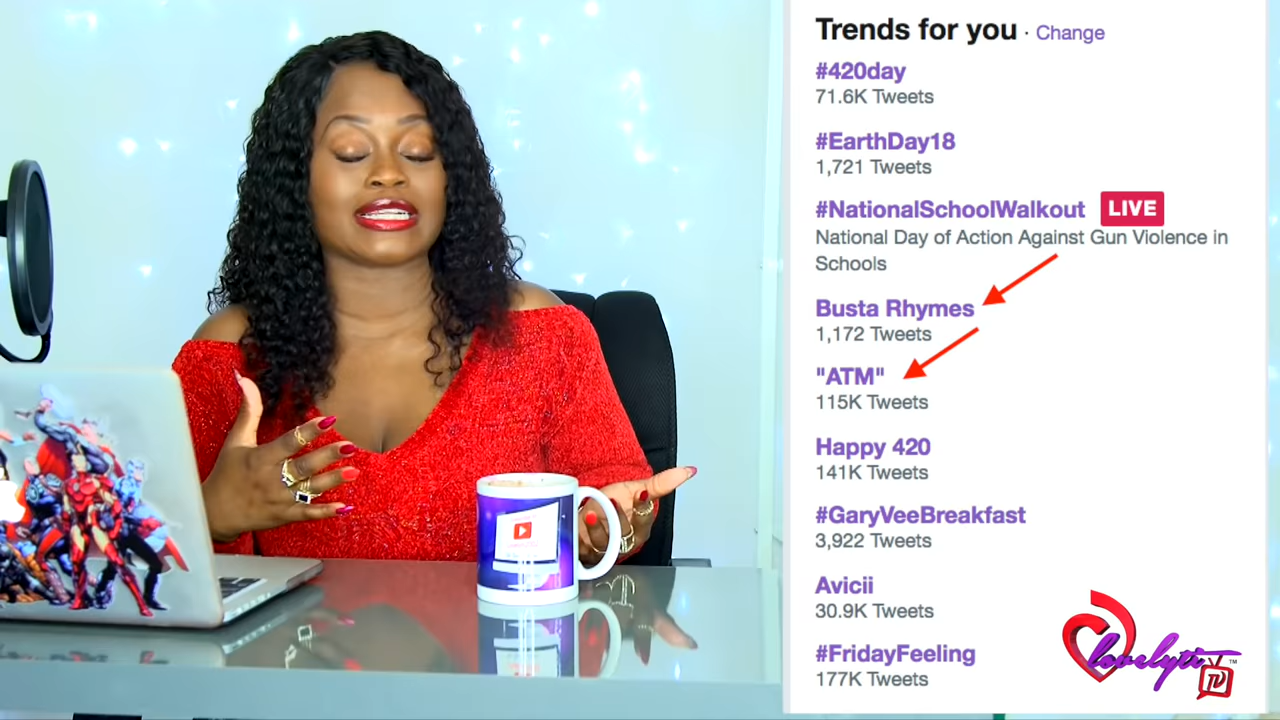 Trends for you · Change
#420day
71.6K Tweets
#EarthDay18
1,721 Tweets
#NationalSchoolWalkout LIVE
National Day of Action Against Gun Violence in
Schools
Busta Rhymes
1,172 Tweets
"ATM"
115K Tweets
Happy 420
141K Tweets
#GaryVeeBreakfast
3,922 Tweets
Avicii
30.9K Tweets
#FridayFeeling
177K Tweets
lovelyti ™
TV